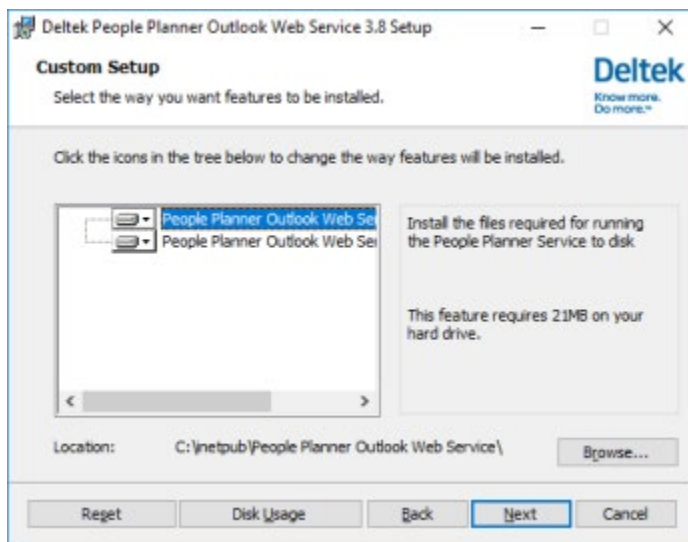 Deltek People Planner Outlook Web Service 3.8 Setup
Custom Setup
Select the way you want features to be installed.
Deltek
Know more.
Do more.™
Click the icons in the tree below to change the way features will be installed.
People Planner Outlook Web Se
People Planner Outlook Web Se
Install the files required for running
the People Planner Service to disk
This feature requires 21MB on your
hard drive.
Location: C:\inetpub\People Planner Outlook Web Service\
Browse...
Reset Disk Usage Back Next Cancel